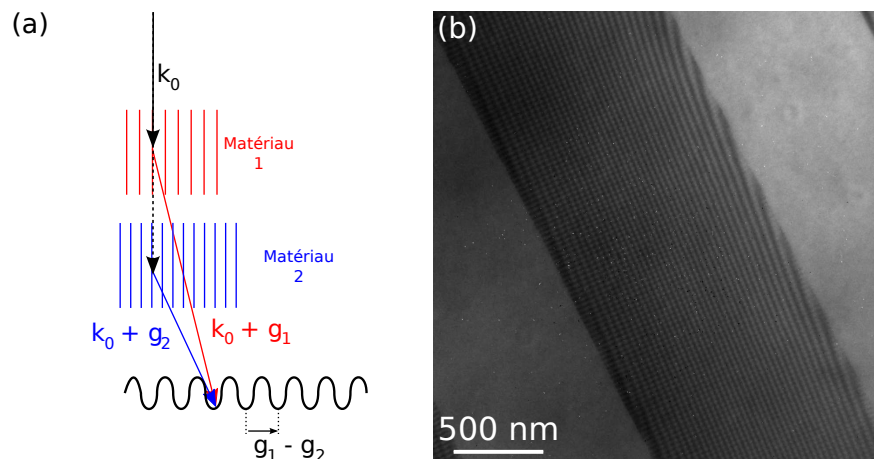 (a)
k0
Matériau
1
Matériau
2
k0 + g2
k0 + g1
g1 - g2
(b)
500 nm